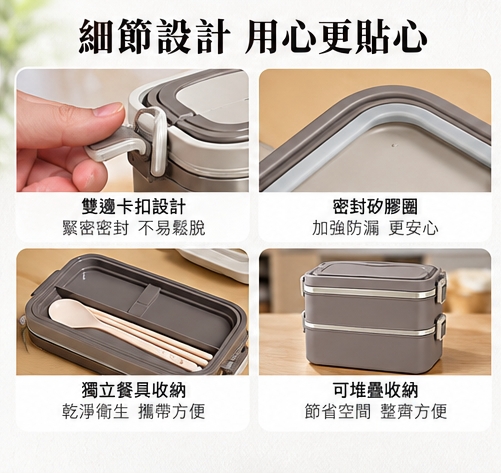 細節設計 用心更貼心
雙邊卡扣設計
緊密密封 不易鬆脫
密封矽膠圈
加強防漏 更安心
獨立餐具收納
乾淨衛生 攜帶方便
可堆疊收納
節省空間 整齊方便